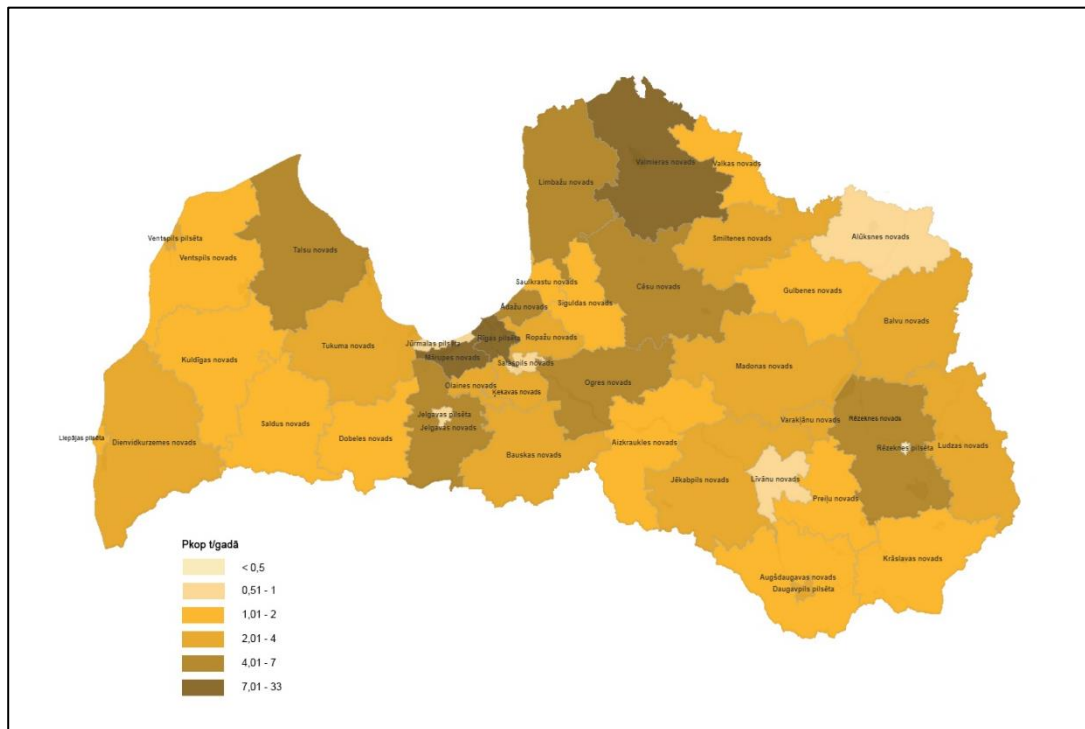 Valmieras novads
Valkas novads
Limbažu novads
Smiltenes novads
Alūksnes novads
Ventspils pilsēta
Ventspils novads
Talsu novads
Saulkrastu novads
Cēsu novads
Gulbenes novads
Siguldas novads
Ādažu novads
Balvu novads
Rīgas pilsēta
Ropažu novads
Jūrmalas pilsēta
Tukuma novads
Mārupes novads
Kuldīgas novads
Salaspils novads
Madonas novads
Olaines novads
Ogres novads
Ķekavas novads
Jelgavas pilsēta
Varakļānu novads
Rēzeknes novads
Saldus novads
Jelgavas novads
Liepājas pilsēta
Dienvidkurzemes novads
Dobeles novads
Aizkraukles novads
Rēzeknes pilsēta
Ludzas novads
Bauskas novads
Jēkabpils novads
Līvānu novads
Preiļu novads
Krāslavas novads
Augšdaugavas novads
Daugavpils pilsēta
Pkop t/gadā
< 0,5
0,51 - 1
1,01 - 2
2,01 - 4
4,01 - 7
7,01 - 33